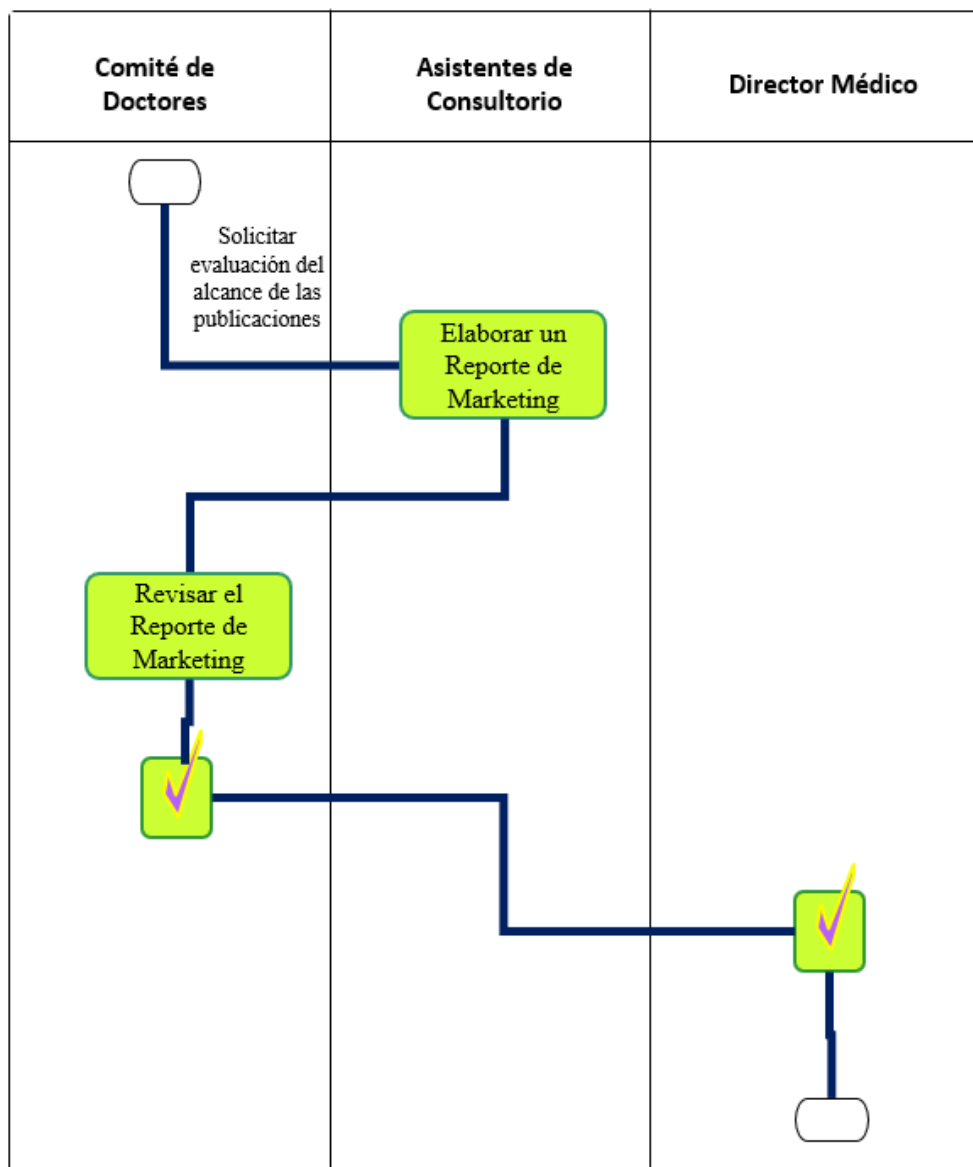 Comité de
Doctores
Asistentes de
Consultorio
Director Médico
Solicitar
evaluación del
alcance de las
publicaciones
Elaborar un
Reporte de
Marketing
Revisar el
Reporte de
Marketing